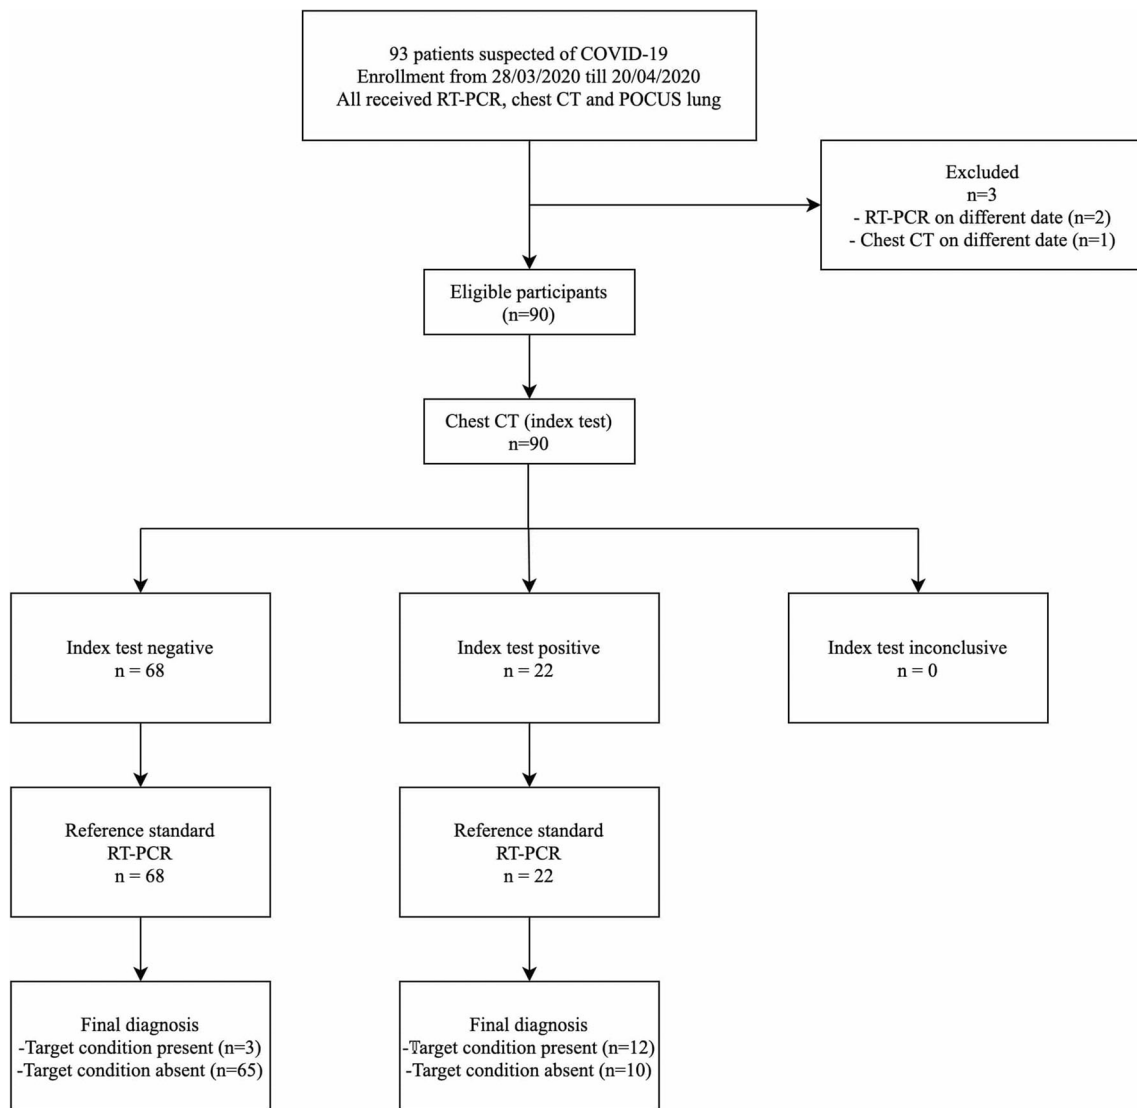 93 patients suspected of COVID-19
Enrollment from 28/03/2020 till 20/04/2020
All received RT-PCR, chest CT and POCUS lung
Excluded
n=3
- RT-PCR on different date (n=2)
- Chest CT on different date (n=1)
Eligible participants
(n=90)
Chest CT (index test)
n=90
Index test negative
n = 68
Index test positive
n = 22
Index test inconclusive
n = 0
Reference standard
RT-PCR
n = 68
Reference standard
RT-PCR
n = 22
Final diagnosis
-Target condition present (n=3)
-Target condition absent (n=65)
Final diagnosis
-Target condition present (n=12)
-Target condition absent (n=10)